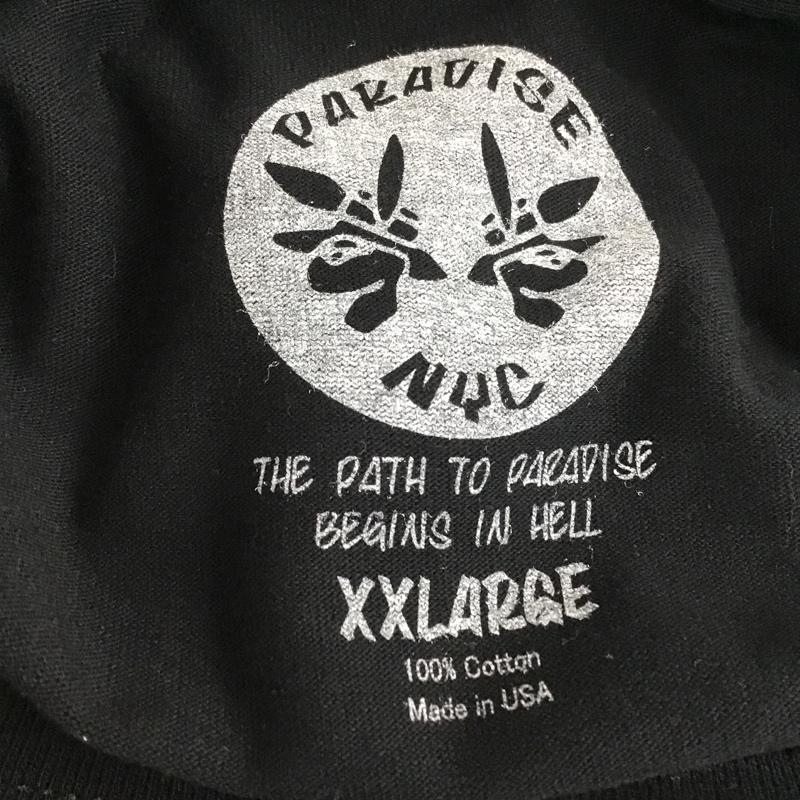 PARADISE
NYC
THE PATH TO PARADISE
BEGINS IN HELL
XXLARGE
100% Cotton
Made in USA